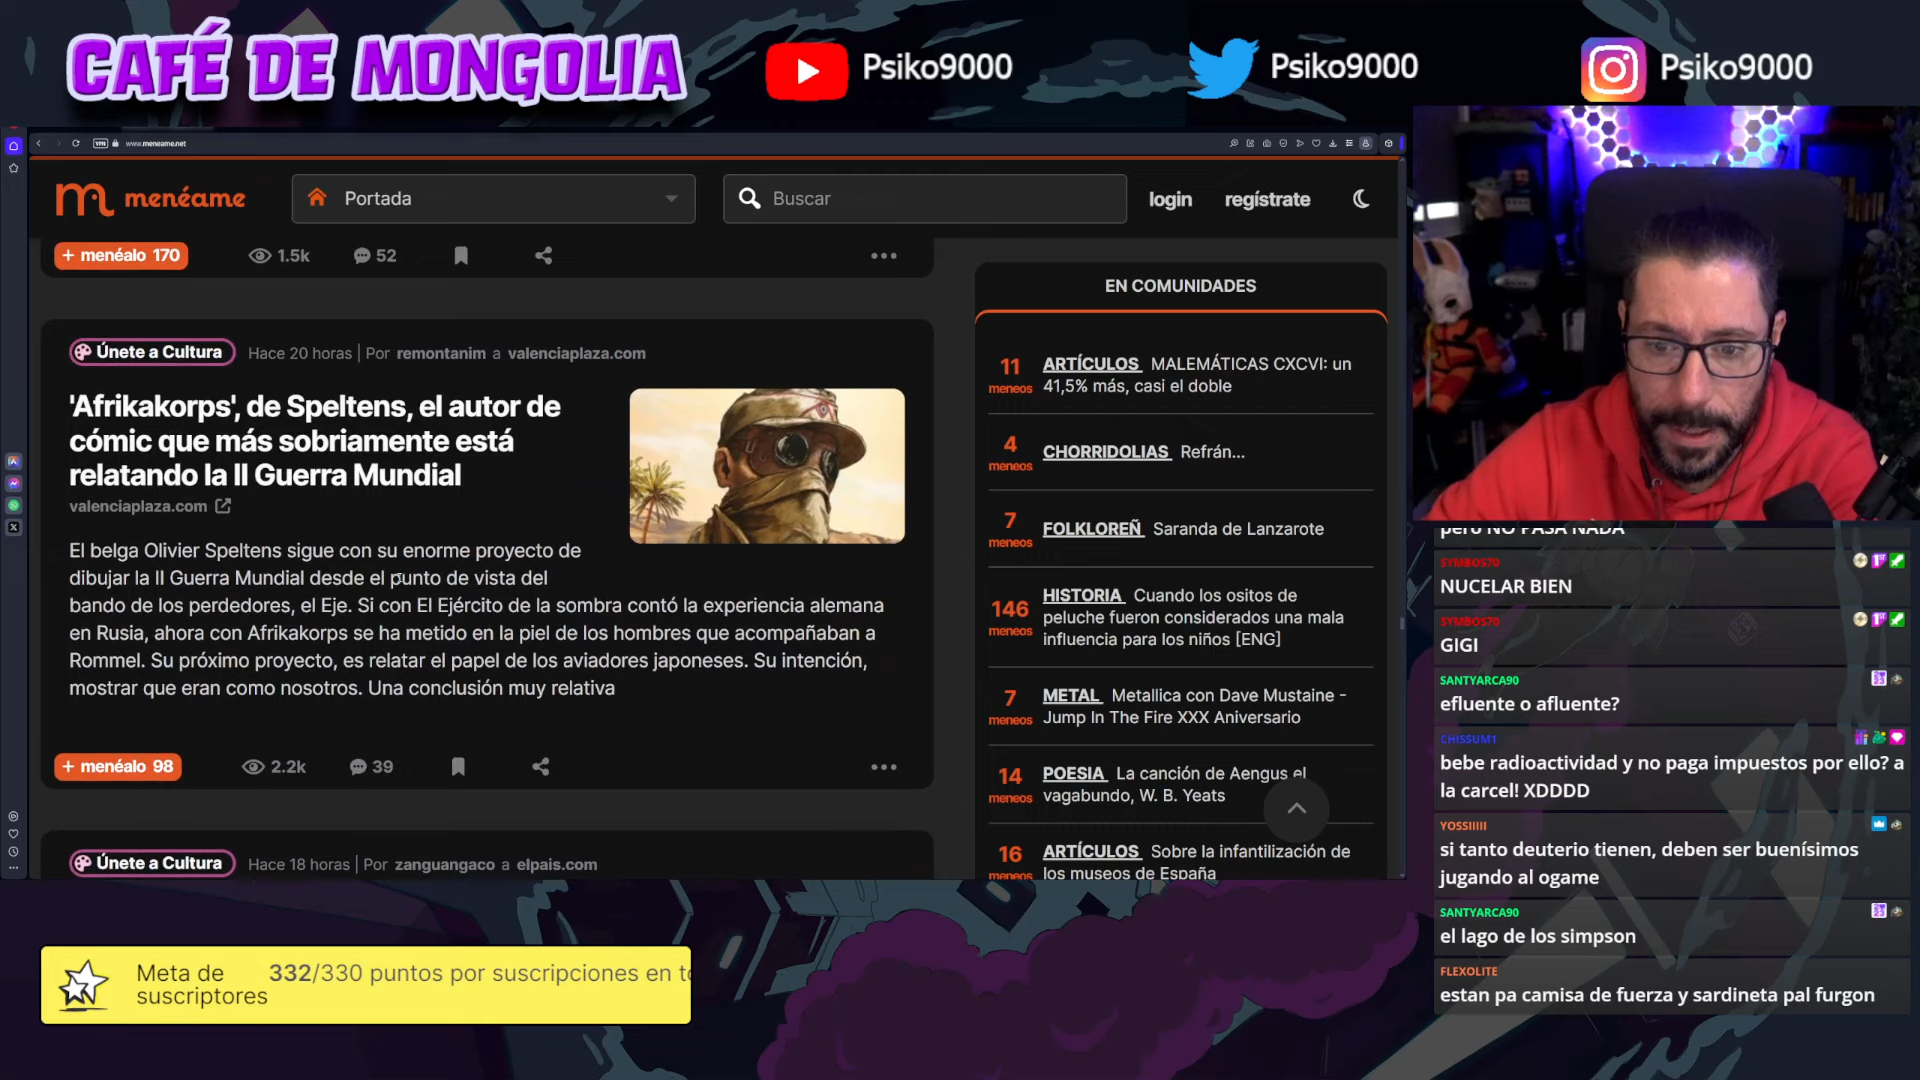 CAFÉ DE MONGOLIA
Psiko9000
Psiko9000
Psiko9000
VPN
www.meneame.net
menéame
Portada
Buscar
login
regístrate
+ menéalo 170
1.5k
52
Únete a Cultura
Hace 20 horas | Por remontanim a valenciaplaza.com
'Afrikakorps', de Speltens, el autor de
cómic que más sobriamente está
relatando la II Guerra Mundial
valenciaplaza.com
El belga Olivier Speltens sigue con su enorme proyecto de
dibujar la II Guerra Mundial desde el punto de vista del
bando de los perdedores, el Eje. Si con El Ejército de la sombra contó la experiencia alemana
en Rusia, ahora con Afrikakorps se ha metido en la piel de los hombres que acompañaban a
Rommel. Su próximo proyecto, es relatar el papel de los aviadores japoneses. Su intención,
mostrar que eran como nosotros. Una conclusión muy relativa
+ menéalo 98
2.2k
39
Únete a Cultura
Hace 18 horas | Por zanguangaco a elpais.com
EN COMUNIDADES
11 meneos
ARTÍCULOS MALEMÁTICAS CXCVI: un
41,5% más, casi el doble
4 meneos
CHORRIDOLIAS Refrán...
7 meneos
FOLKLOREÑ Saranda de Lanzarote
146 meneos
HISTORIA Cuando los ositos de
peluche fueron considerados una mala
influencia para los niños [ENG]
7 meneos
METAL Metallica con Dave Mustaine -
Jump In The Fire XXX Aniversario
14 meneos
POESIA La canción de Aengus el
vagabundo, W. B. Yeats
16 meneos
ARTÍCULOS Sobre la infantilización de
los museos de España
pero NO PASA NADA
SYMBOS70
NUCELAR BIEN
SYMBOS70
GIGI
SANTYARCA90
efluente o afluente?
CHISSUM1
bebe radioactividad y no paga impuestos por ello? a
la carcel! XDDDD
YOSSIIIII
si tanto deuterio tienen, deben ser buenísimos
jugando al ogame
SANTYARCA90
el lago de los simpson
FLEXOLITE
estan pa camisa de fuerza y sardineta pal furgon
Meta de
suscriptores
332/330 puntos por suscripciones en to